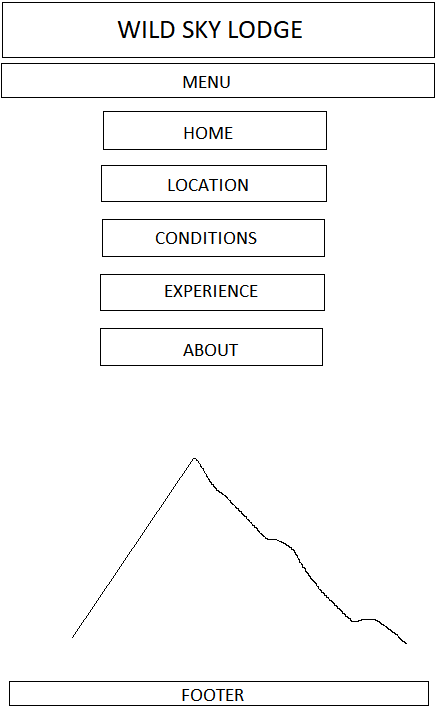 WILD SKY LODGE
MENU
HOME
LOCATION
CONDITIONS
EXPERIENCE
ABOUT
FOOTER